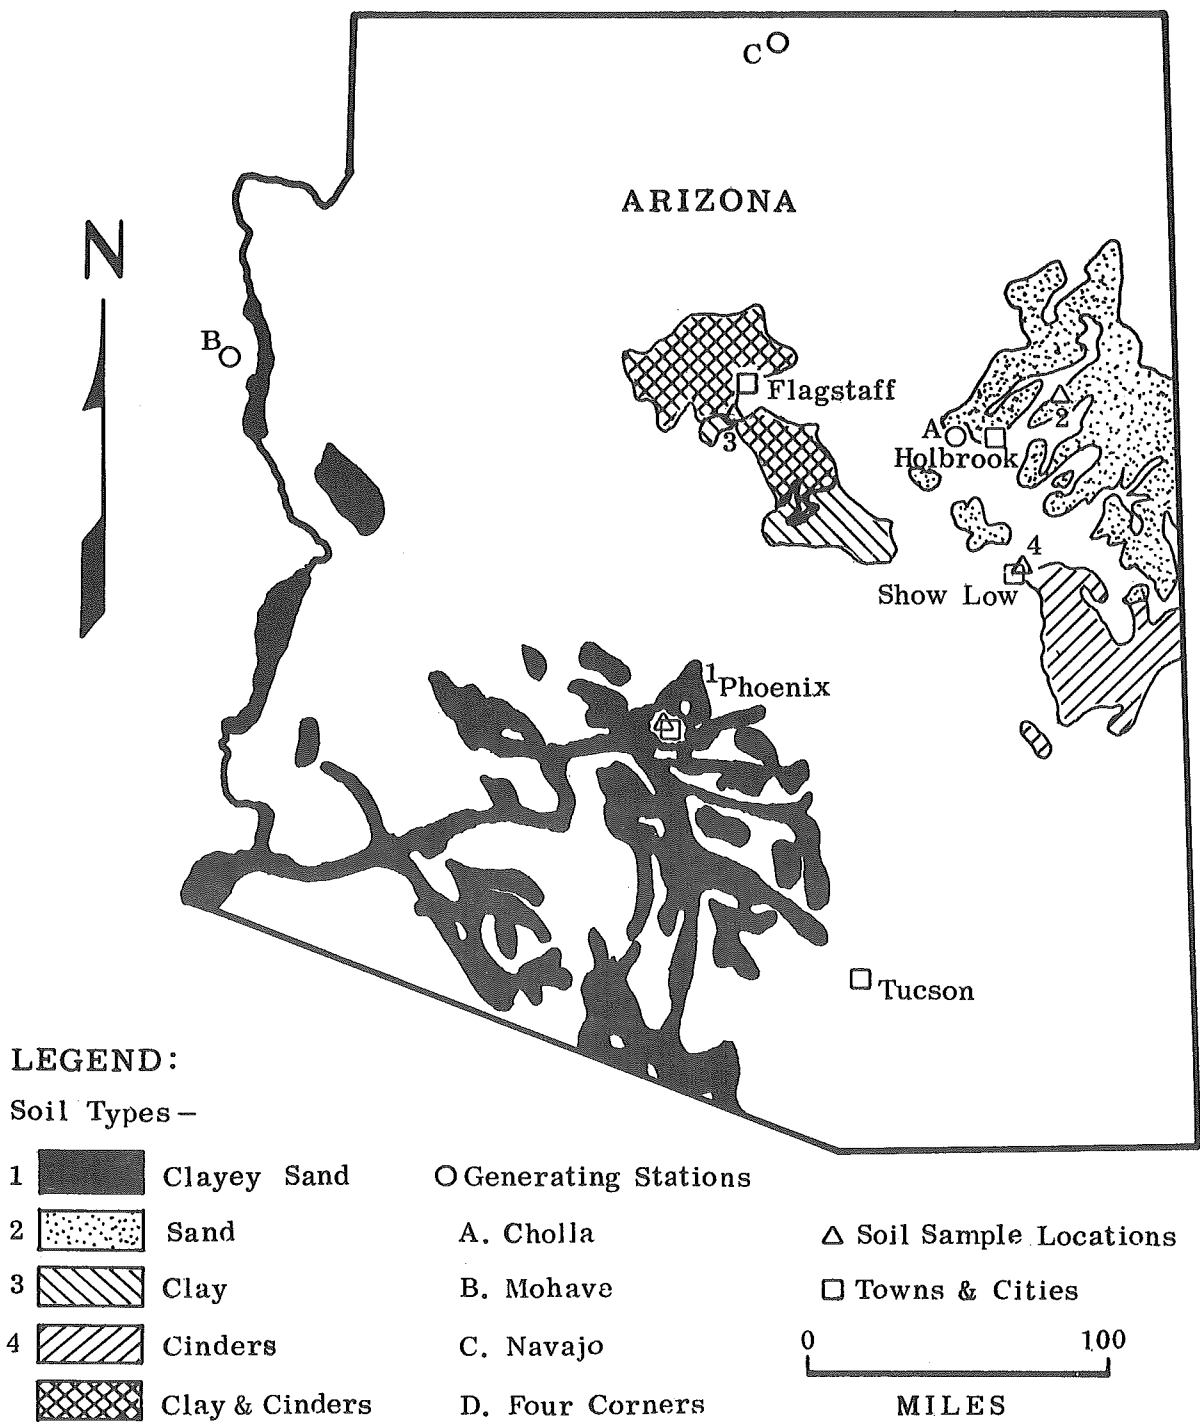 C
ARIZONA
N
B
Flagstaff
3
2
A
Holbrook
4
Show Low
1
Phoenix
Tucson
LEGEND:
Soil Types –
1 Clayey Sand
2 Sand
3 Clay
4 Cinders
Clay & Cinders
Generating Stations
A. Cholla
B. Mohave
C. Navajo
D. Four Corners
Soil Sample Locations
Towns & Cities
0 100
MILES